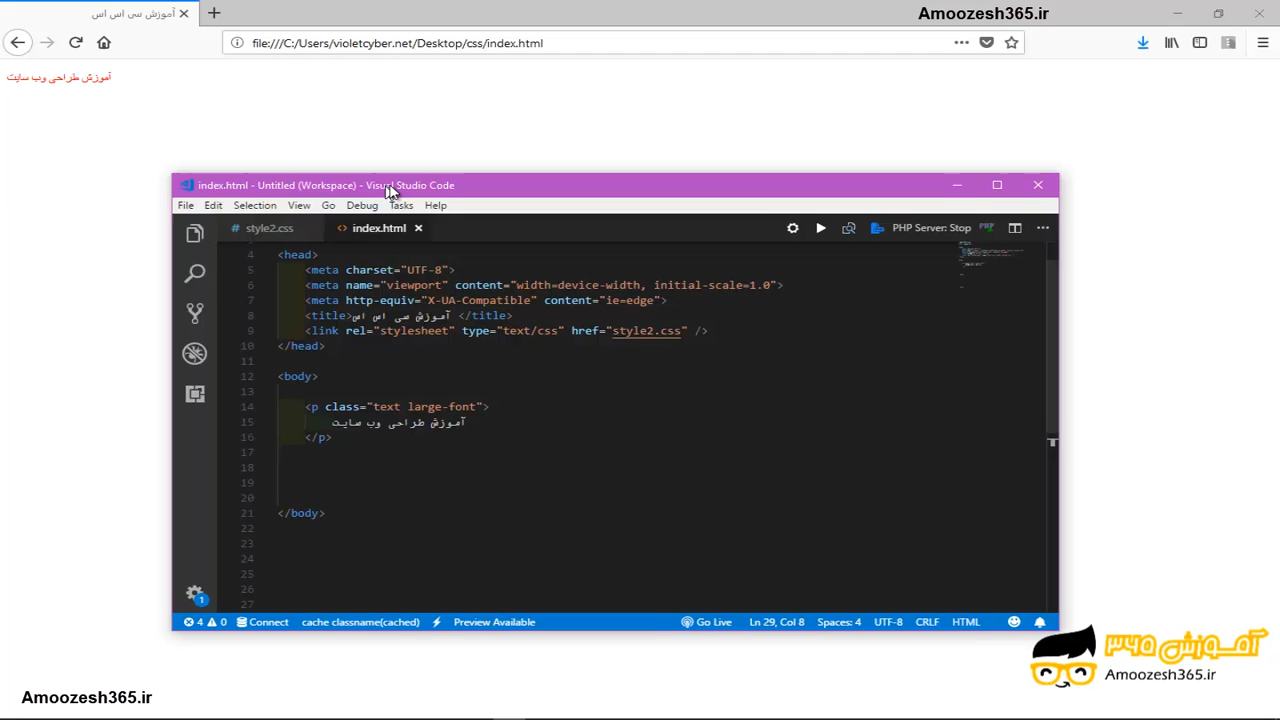 آموزش سی اس اس
Amoozesh365.ir
file:///C:/Users/violetcyber.net/Desktop/css/index.html
آموزش طراحی وب سایت
index.html - Untitled (Workspace) - Visual Studio Code
File Edit Selection View Go Debug Tasks Help
# style2.css <> index.html PHP Server: Stop PHP
4 <head>
5 <meta charset="UTF-8">
6 <meta name="viewport" content="width=device-width, initial-scale=1.0">
7 <meta http-equiv="X-UA-Compatible" content="ie=edge">
8 <title>آموزش سی اس اس </title>
9 <link rel="stylesheet" type="text/css" href="style2.css" />
10 </head>
11
12 <body>
13
14 <p class="text large-font">
15 آموزش طراحی وب سایت
16 </p>
17
18
19
20
21 </body>
22
23
24
25
26
27
1
4 0 Connect cache classname(cached) Preview Available Go Live Ln 29, Col 8 Spaces: 4 UTF-8 CRLF HTML
آموزش ۳۶۵
Amoozesh365.ir
Amoozesh365.ir